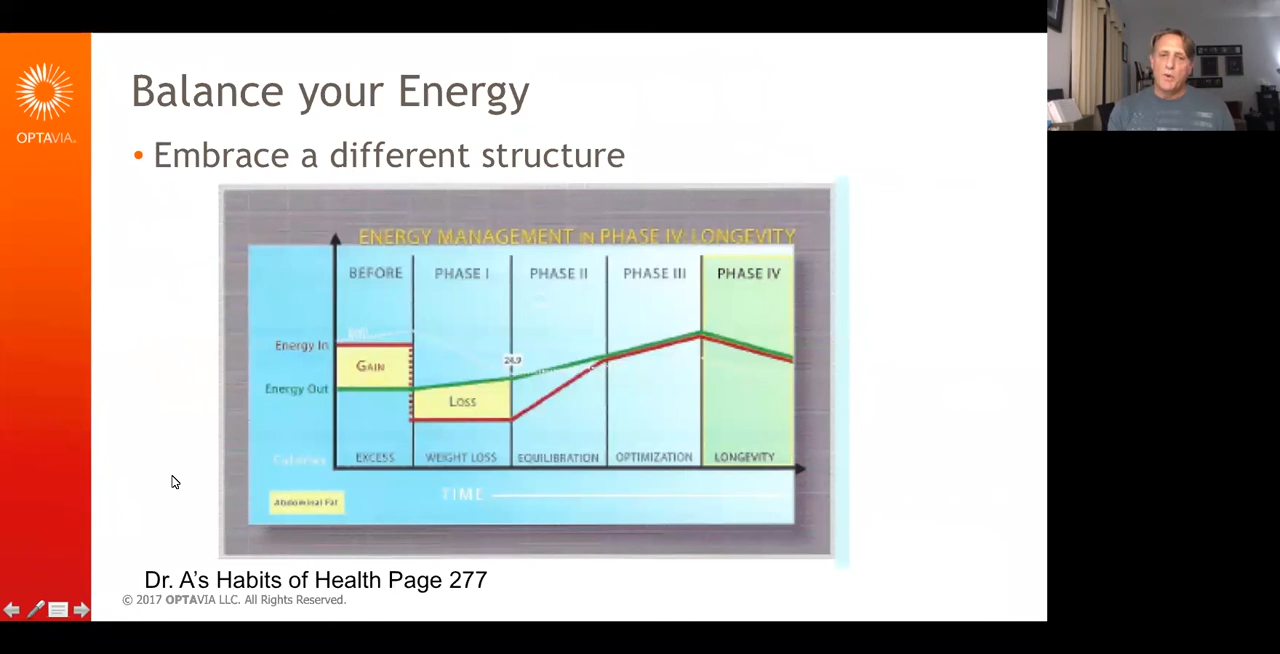 OPTAVIA®
Balance your Energy
• Embrace a different structure
ENERGY MANAGEMENT IN PHASE IV: LONGEVITY
BEFORE PHASE I PHASE II PHASE III PHASE IV
Energy In
GAIN
24.9
Energy Out
LOSS
Calories
EXCESS WEIGHT LOSS EQUILIBRATION OPTIMIZATION LONGEVITY
TIME
Abdominal Fat
Dr. A's Habits of Health Page 277
© 2017 OPTAVIA LLC. All Rights Reserved.